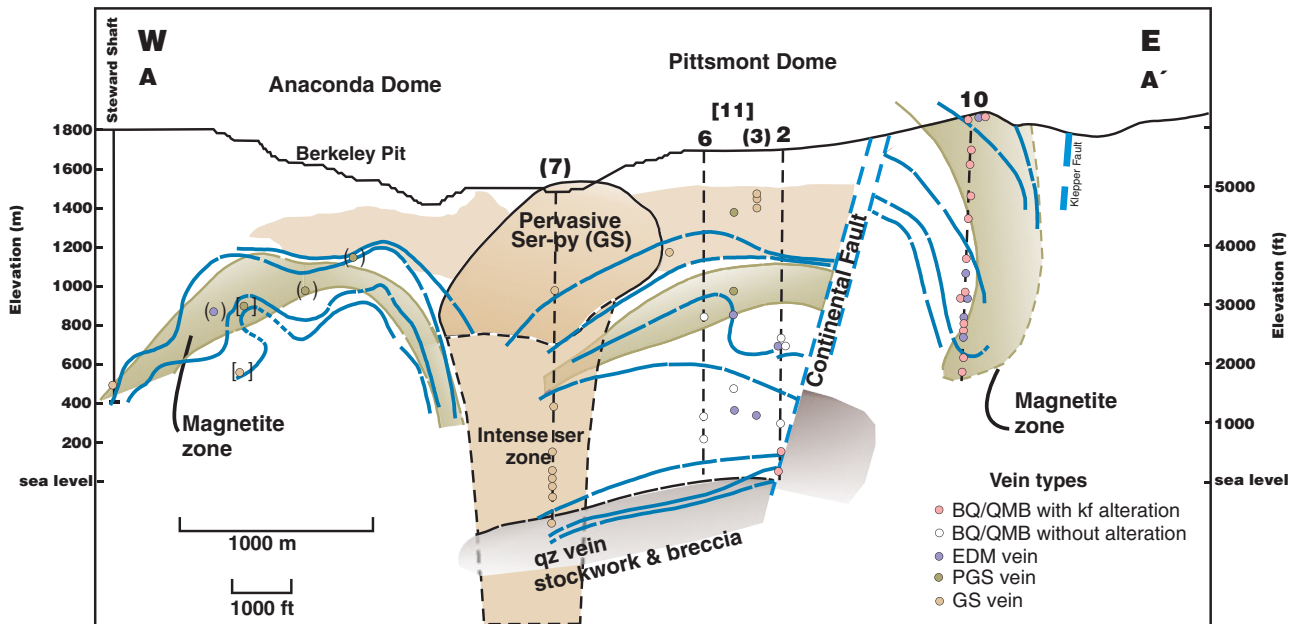 W
E
A
A´
Steward Shaft
Anaconda Dome
Pittsmont Dome
Berkeley Pit
[11]
10
6
(3)
2
(7)
Klepper Fault
Elevation (m)
1800
1600
1400
1200
1000
800
600
400
200
sea level
Elevation (ft)
5000
4000
3000
2000
1000
sea level
Pervasive
Ser-py (GS)
( )
( )
( )
[ ]
[ ]
Continental Fault
Magnetite
zone
Magnetite
zone
Intense ser
zone
qz vein
stockwork & breccia
1000 m
1000 ft
Vein types
BQ/QMB with kf alteration
BQ/QMB without alteration
EDM vein
PGS vein
GS vein